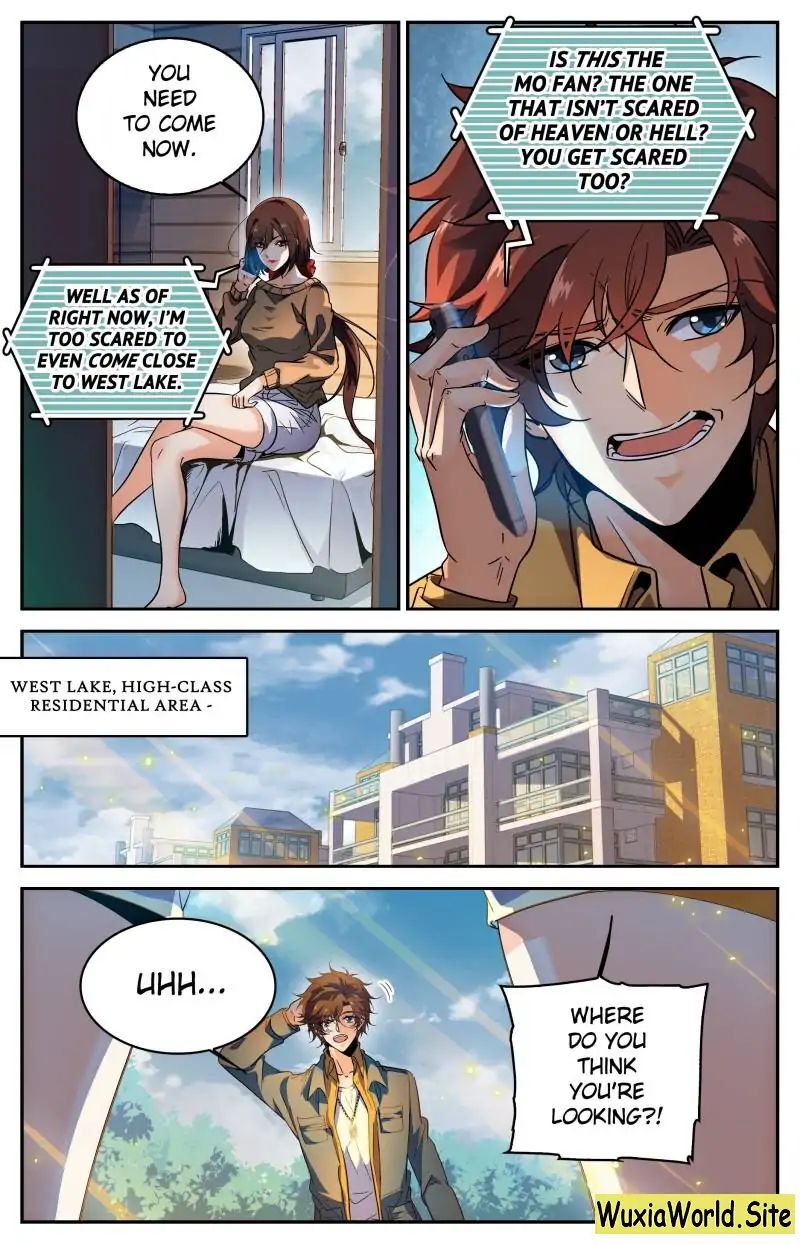 YOU
NEED
TO COME
NOW.
WELL AS OF
RIGHT NOW, I'M
TOO SCARED TO
EVEN COME CLOSE
TO WEST LAKE.
IS THIS THE
MO FAN? THE ONE
THAT ISN'T SCARED
OF HEAVEN OR HELL?
YOU GET SCARED
TOO?
WEST LAKE, HIGH-CLASS
RESIDENTIAL AREA -
UHH...
WHERE
DO YOU
THINK
YOU'RE
LOOKING?!
WuxiaWorld.Site